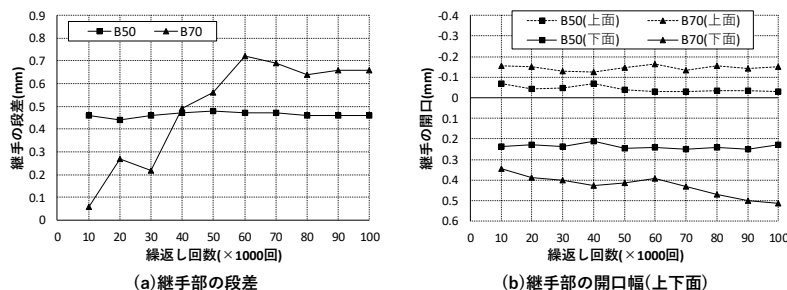 B50 B70
0.9
0.8
0.7
0.6
0.5
0.4
0.3
0.2
0.1
0
継手の段差(mm)
0 10 20 30 40 50 60 70 80 90 100
繰返し回数(×1000回)
(a)継手部の段差
B50(上面) B70(上面)
B50(下面) B70(下面)
-0.4
-0.3
-0.2
-0.1
0
0.1
0.2
0.3
0.4
0.5
0.6
継手の開口(mm)
0 10 20 30 40 50 60 70 80 90 100
繰返し回数(×1000回)
(b)継手部の開口幅(上下面)